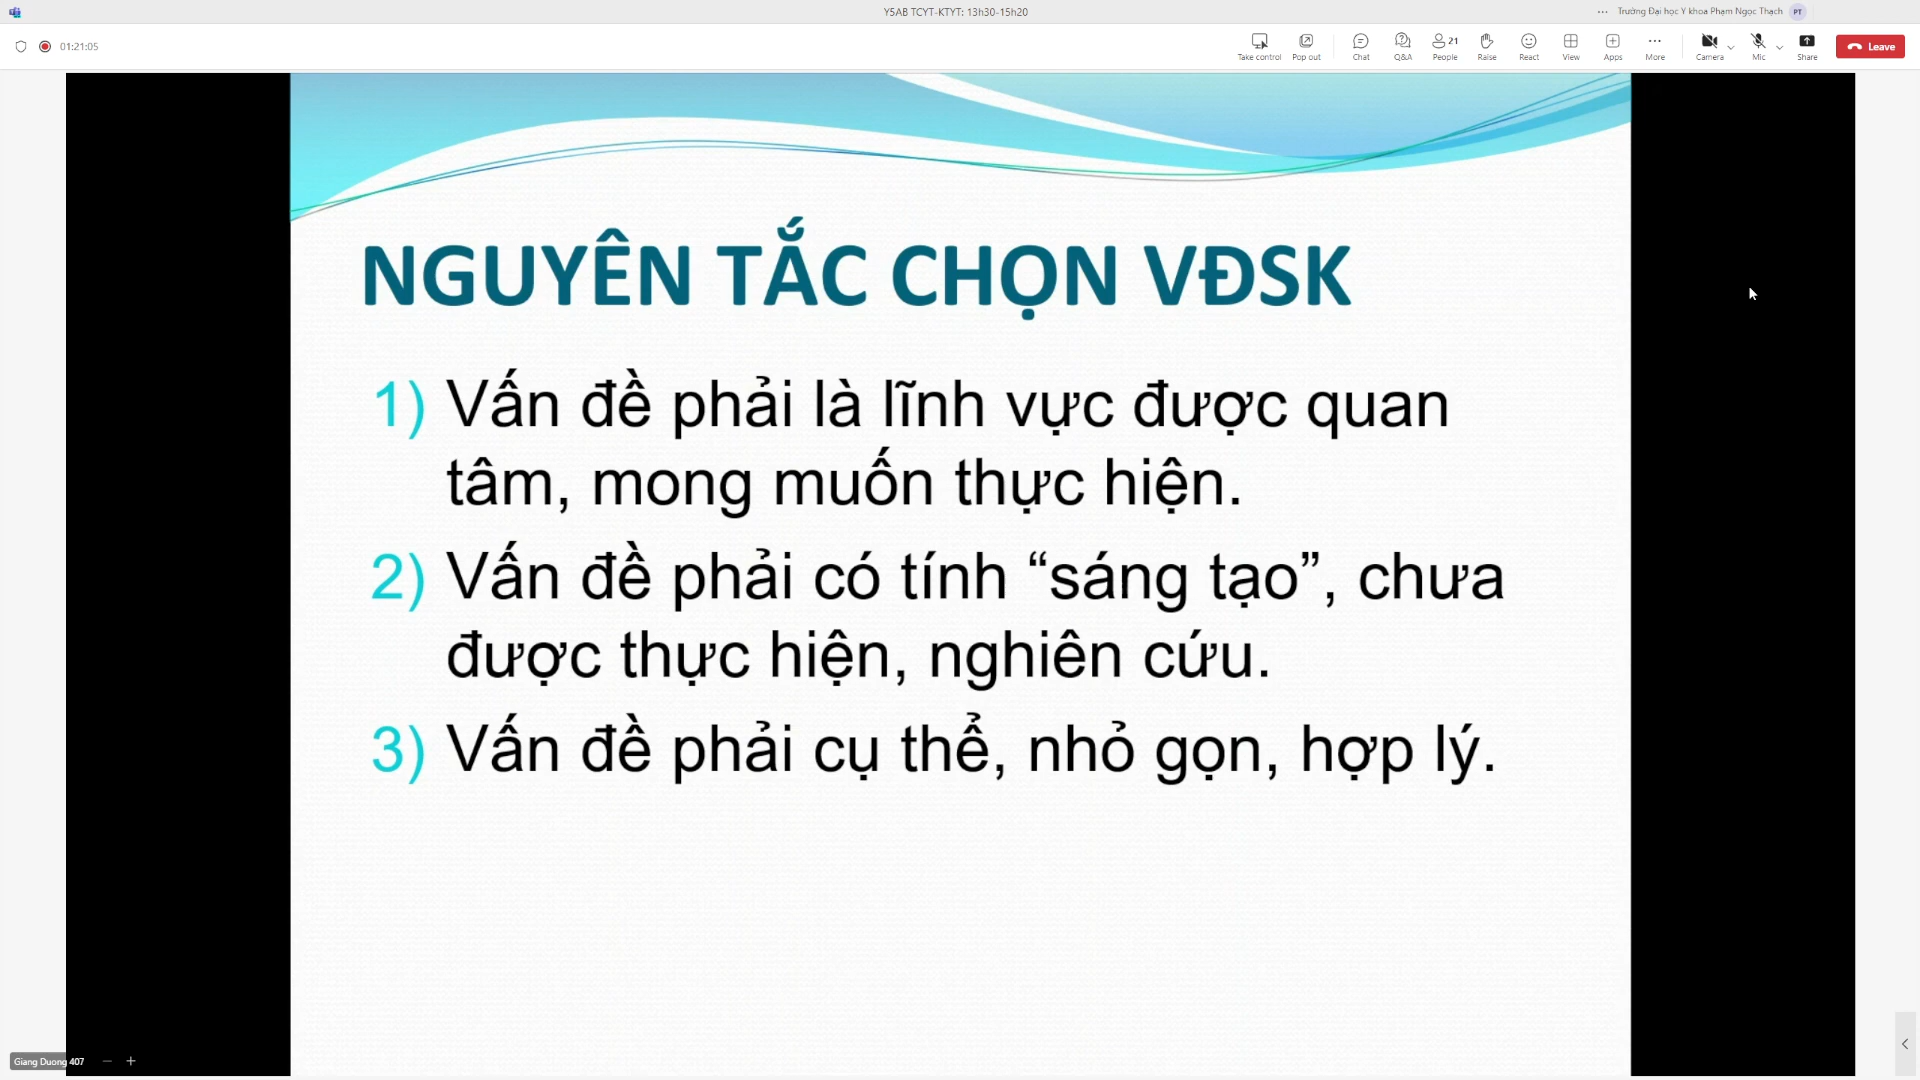 Y5AB TCYT-KTYT: 13h30-15h20
Trường Đại học Y khoa Phạm Ngọc Thạch PT
01:21:05
Take control Pop out Chat Q&A People 21 Raise React View Apps More Camera Mic Share Leave
NGUYÊN TẮC CHỌN VĐSK
1) Vấn đề phải là lĩnh vực được quan
tâm, mong muốn thực hiện.
2) Vấn đề phải có tính “sáng tạo”, chưa
được thực hiện, nghiên cứu.
3) Vấn đề phải cụ thể, nhỏ gọn, hợp lý.
Giang Duong 407